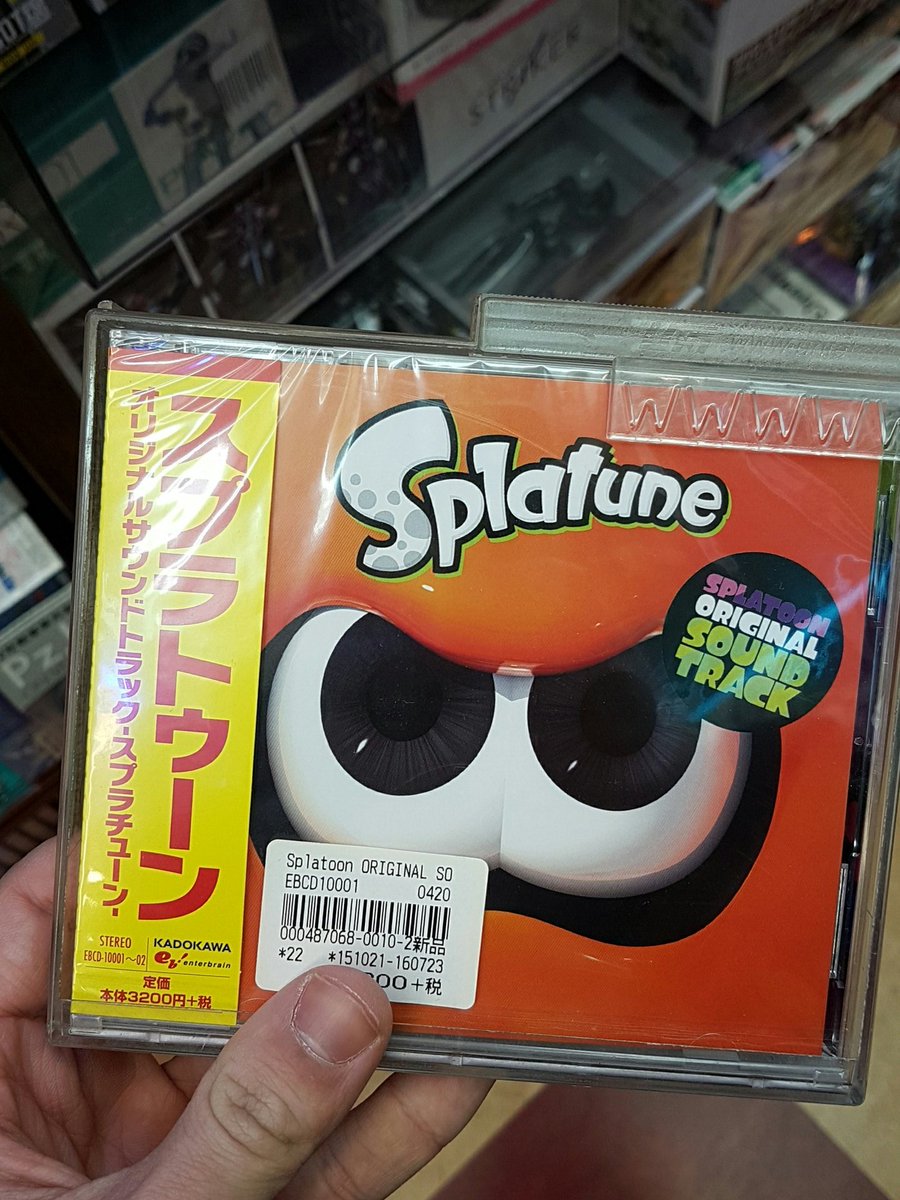 STRIKER
スプラトゥーン
オリジナルサウンドトラック・スプラチューン・
STEREO
EBCD-10001〜02
KADOKAWA
eb! enterbrain
定価
本体3200円+税
Splatune
SPLATOON
ORIGINAL
SOUND
TRACK
Splatoon ORIGINAL SO
EBCD10001 0420
000487068-0010-2新品
*22 *151021-160723
00+税